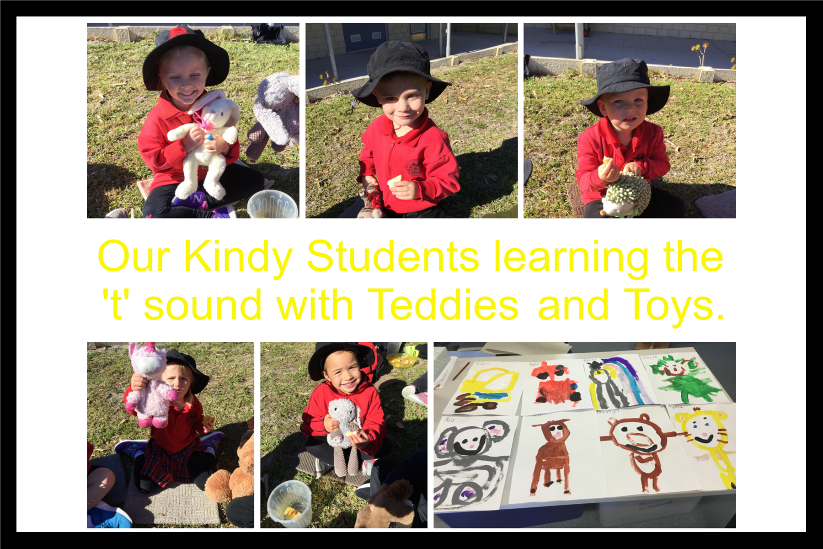 Our Kindy Students learning the
't' sound with Teddies and Toys.